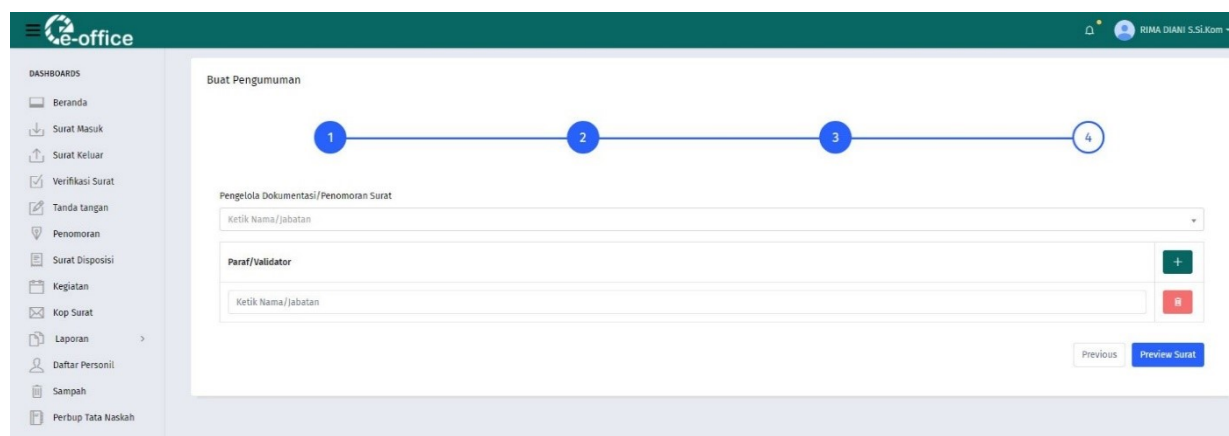 e-office
RIMA DIANI S.Si.Kom
DASHBOARDS
Beranda
Surat Masuk
Surat Keluar
Verifikasi Surat
Tanda tangan
Penomoran
Surat Disposisi
Kegiatan
Kop Surat
Laporan
Daftar Personil
Sampah
Perbup Tata Naskah
Buat Pengumuman
1 2 3 4
Pengelola Dokumentasi/Penomoran Surat
Ketik Nama/Jabatan
Paraf/Validator
+
Ketik Nama/Jabatan
Previous Preview Surat